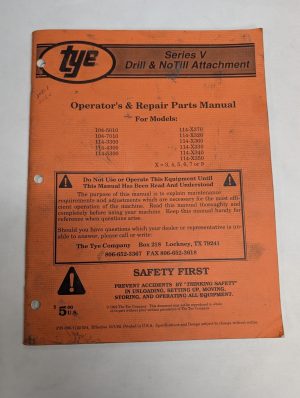 tye
Series V
Drill & NoTill Attachment
Operator's & Repair Parts Manual
For Models:
104-5010 114-X370
104-7010 114-X320
114-3300 114-X360
114-4300 114-X330
114-5300 114-X340
114-X350
X = 3, 4, 5, 6, 7 or 9
Do Not Use or Operate This Equipment Until
This Manual Has Been Read And Understood
The purpose of this manual is to explain maintenance
requirements and adjustments which are necessary for the most effi-
cient operation of the machine. Read this manual thoroughly and
completely before using your machine. Keep this manual handy for
reference when questions arise.
Should you have questions which your dealer or representative is un-
able to answer, please call or write:
The Tye Company Box 218 Lockney, TX 79241
806-652-3367 FAX 806-652-3618
SAFETY FIRST
PREVENT ACCIDENTS BY "THINKING SAFETY"
IN UNLOADING, SETTING UP, MOVING,
STORING, AND OPERATING ALL EQUIPMENT.
$5.00
U.S.